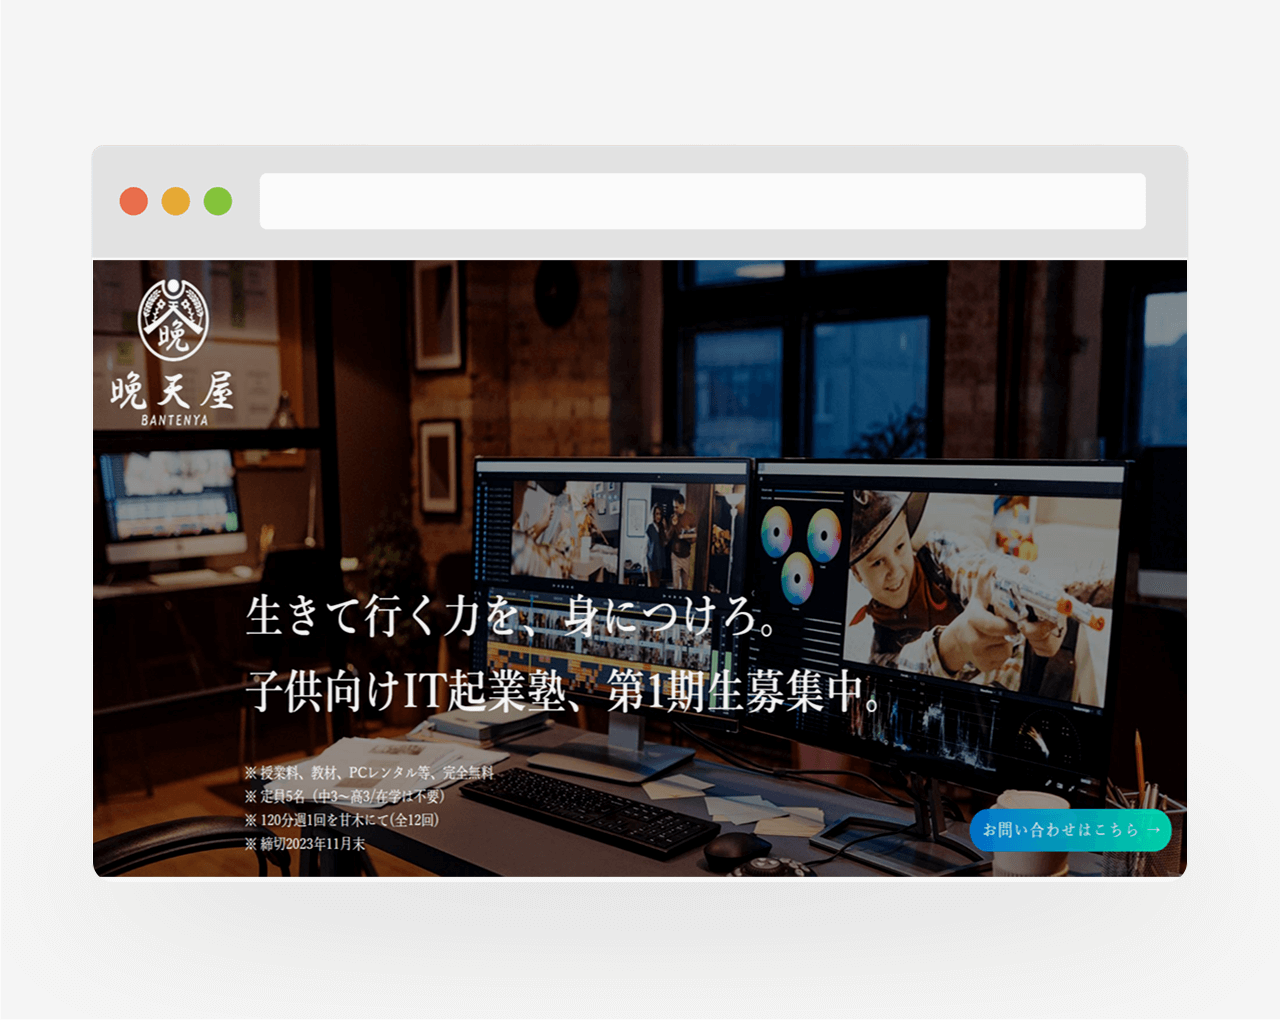 晩
晩天屋
BANTENYA
生きて行く力を、身につけろ。
子供向けIT起業塾、第1期生募集中。
※ 授業料、教材、PCレンタル等、完全無料
※ 定員5名（中3〜高3/在学は不要）
※ 120分週1回を甘木にて(全12回)
※ 締切2023年11月末
お問い合わせはこちら →